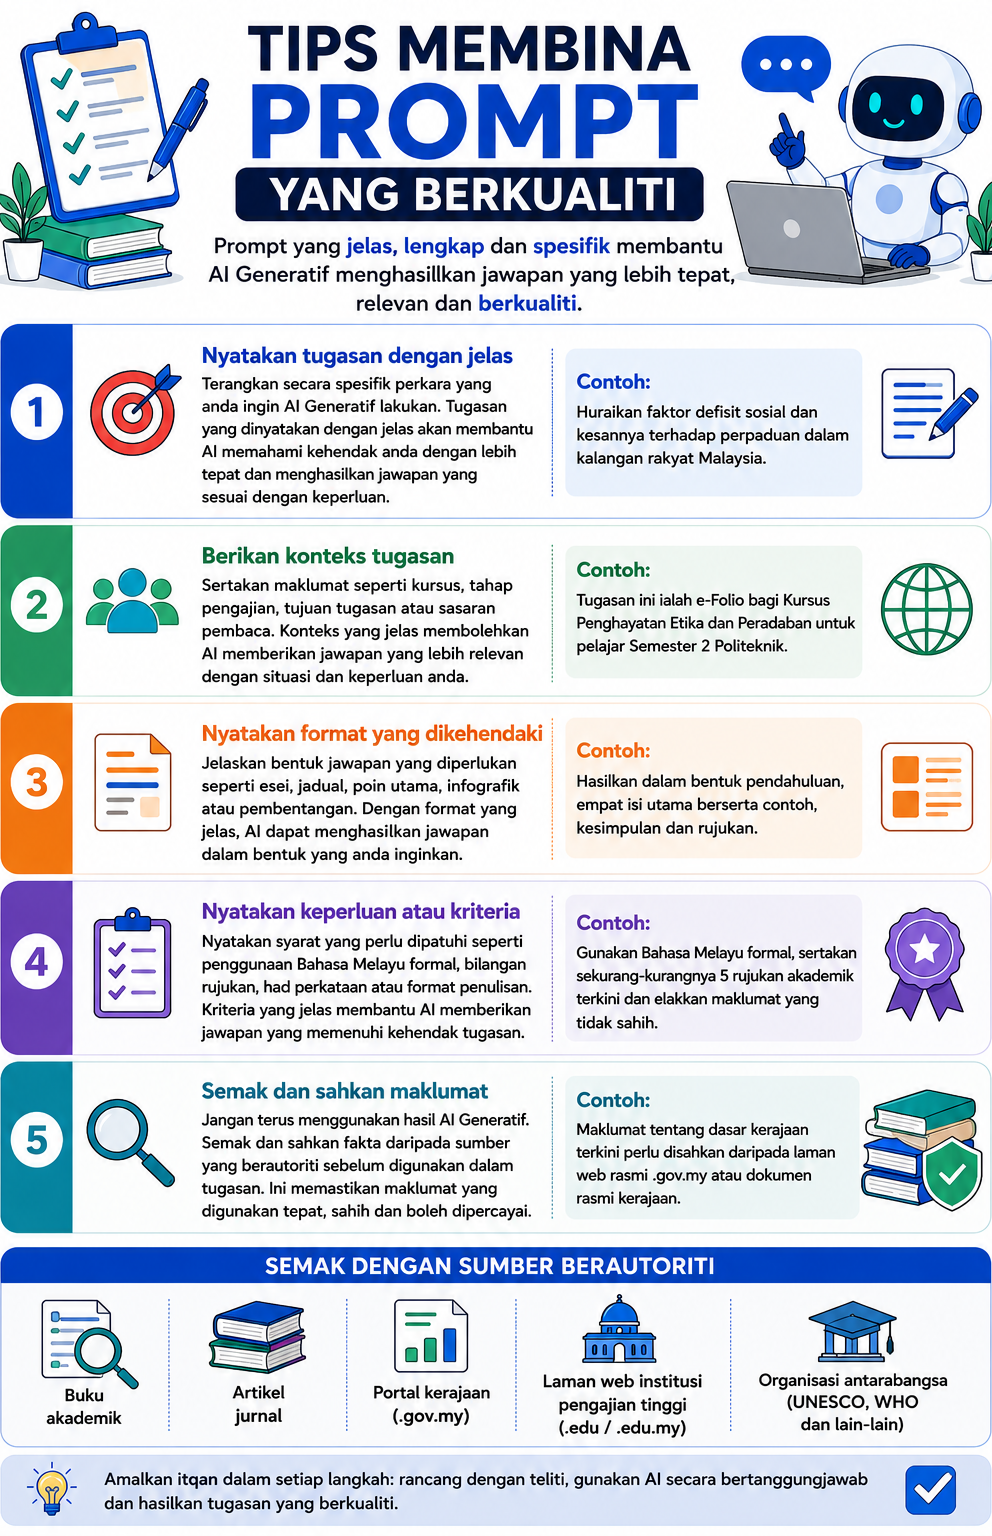 TIPS MEMBINA
PROMPT
YANG BERKUALITI
Prompt yang jelas, lengkap dan spesifik membantu
AI Generatif menghasillkan jawapan yang lebih tepat,
relevan dan berkualiti.
1
Nyatakan tugasan dengan jelas
Terangkan secara spesifik perkara yang
anda ingin AI Generatif lakukan. Tugasan
yang dinyatakan dengan jelas akan membantu
AI memahami kehendak anda dengan lebih
tepat dan menghasilkan jawapan yang
sesuai dengan keperluan.
Contoh:
Huraikan faktor defisit sosial dan
kesannya terhadap perpaduan dalam
kalangan rakyat Malaysia.
2
Berikan konteks tugasan
Sertakan maklumat seperti kursus, tahap
pengajian, tujuan tugasan atau sasaran
pembaca. Konteks yang jelas membolehkan
AI memberikan jawapan yang lebih relevan
dengan situasi dan keperluan anda.
Contoh:
Tugasan ini ialah e-Folio bagi Kursus
Penghayatan Etika dan Peradaban untuk
pelajar Semester 2 Politeknik.
3
Nyatakan format yang dikehendaki
Jelaskan bentuk jawapan yang diperlukan
seperti esei, jadual, poin utama, infografik
atau pembentangan. Dengan format yang
jelas, AI dapat menghasilkan jawapan
dalam bentuk yang anda inginkan.
Contoh:
Hasilkan dalam bentuk pendahuluan,
empat isi utama berserta contoh,
kesimpulan dan rujukan.
4
Nyatakan keperluan atau kriteria
Nyatakan syarat yang perlu dipatuhi seperti
penggunaan Bahasa Melayu formal, bilangan
rujukan, had perkataan atau format penulisan.
Kriteria yang jelas membantu AI memberikan
jawapan yang memenuhi kehendak tugasan.
Contoh:
Gunakan Bahasa Melayu formal, sertakan
sekurang-kurangnya 5 rujukan akademik
terkini dan elakkan maklumat yang
tidak sahih.
5
Semak dan sahkan maklumat
Jangan terus menggunakan hasil AI Generatif.
Semak dan sahkan fakta daripada sumber
yang berautoriti sebelum digunakan dalam
tugasan. Ini memastikan maklumat yang
digunakan tepat, sahih dan boleh dipercayai.
Contoh:
Maklumat tentang dasar kerajaan
terkini perlu disahkan daripada laman
web rasmi .gov.my atau dokumen
rasmi kerajaan.
SEMAK DENGAN SUMBER BERAUTORITI
Buku
akademik
Artikel
jurnal
Portal kerajaan
(.gov.my)
Laman web institusi
pengajian tinggi
(.edu / .edu.my)
Organisasi antarabangsa
(UNESCO, WHO
dan lain-lain)
Amalkan itqan dalam setiap langkah: rancang dengan teliti, gunakan AI secara bertanggungjawab
dan hasilkan tugasan yang berkualiti.